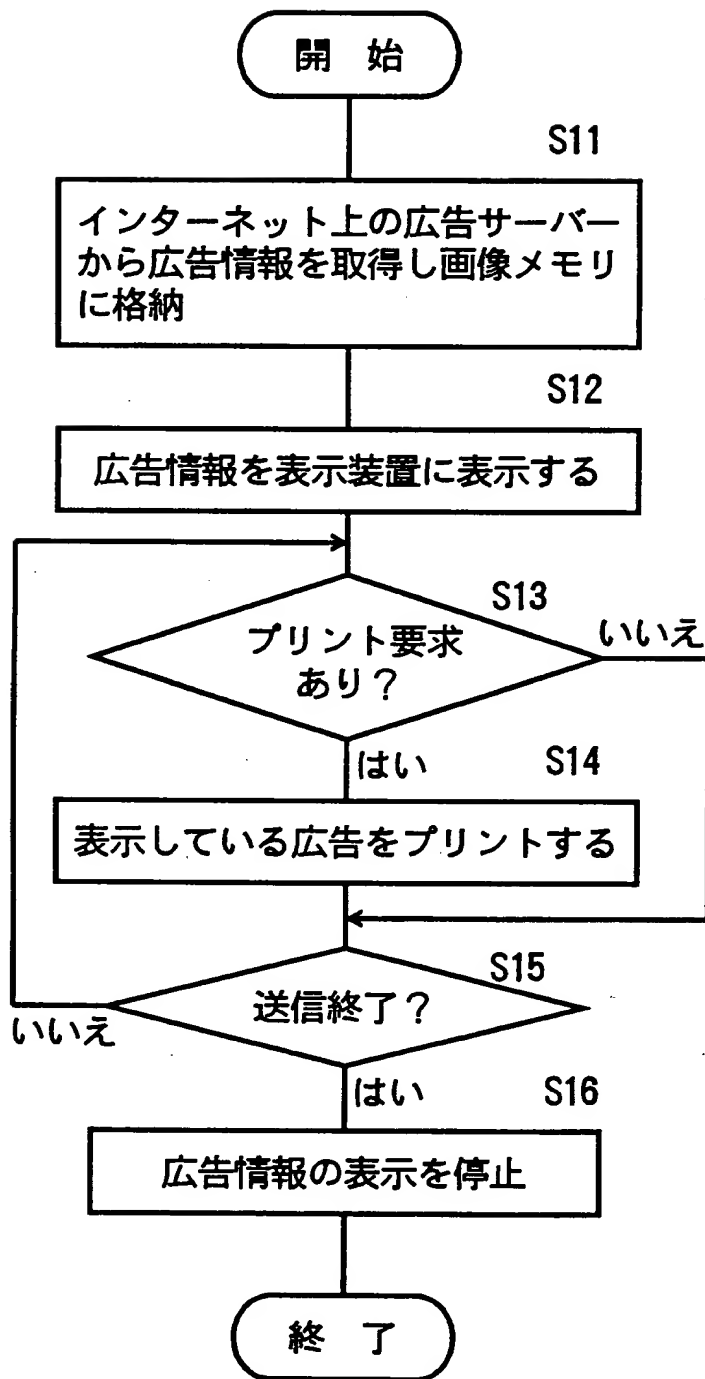 開 始
S11
インターネット上の広告サーバー
から広告情報を取得し画像メモリ
に格納
S12
広告情報を表示装置に表示する
S13
プリント要求
あり?
いいえ
はい
S14
表示している広告をプリントする
S15
送信終了?
いいえ
はい
S16
広告情報の表示を停止
終 了